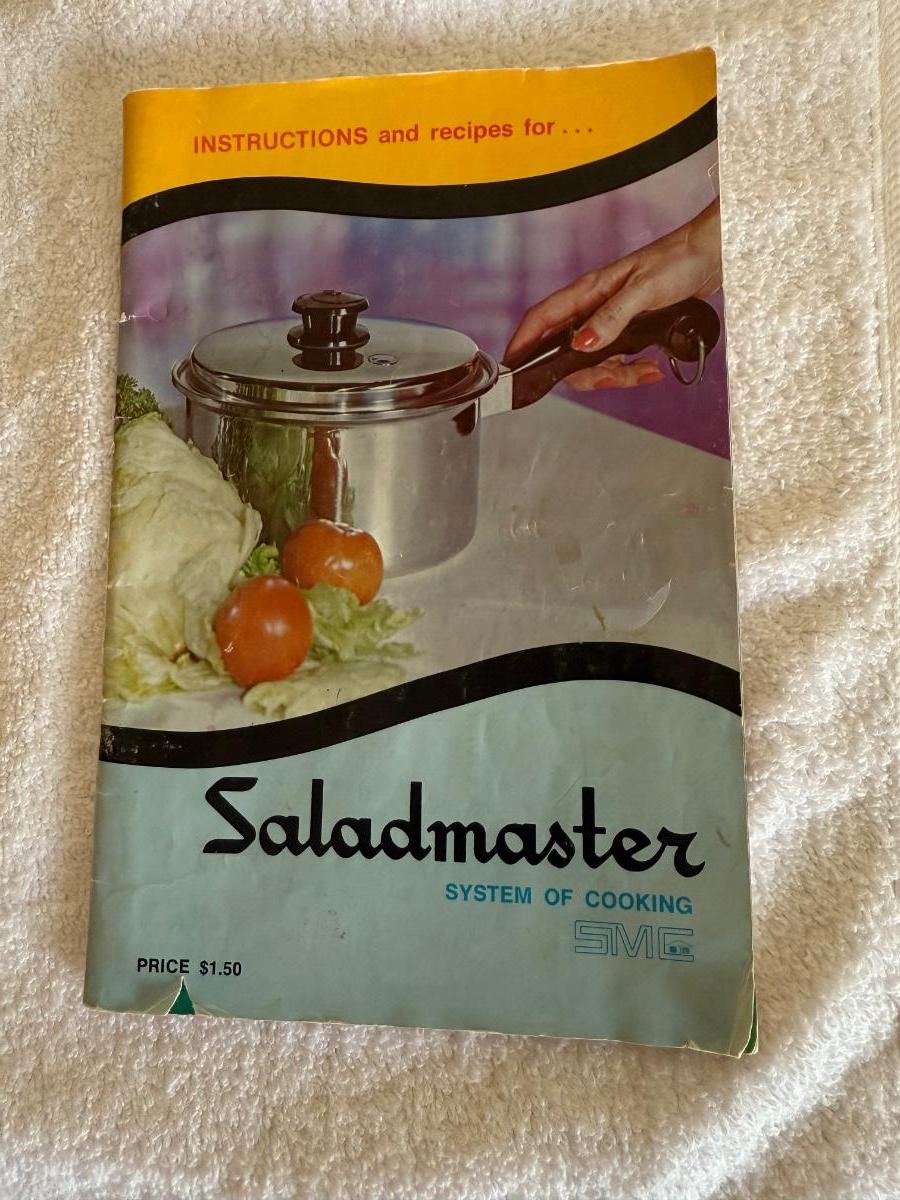 INSTRUCTIONS and recipes for...
Saladmaster
SYSTEM OF COOKING
SMC
PRICE $1.50